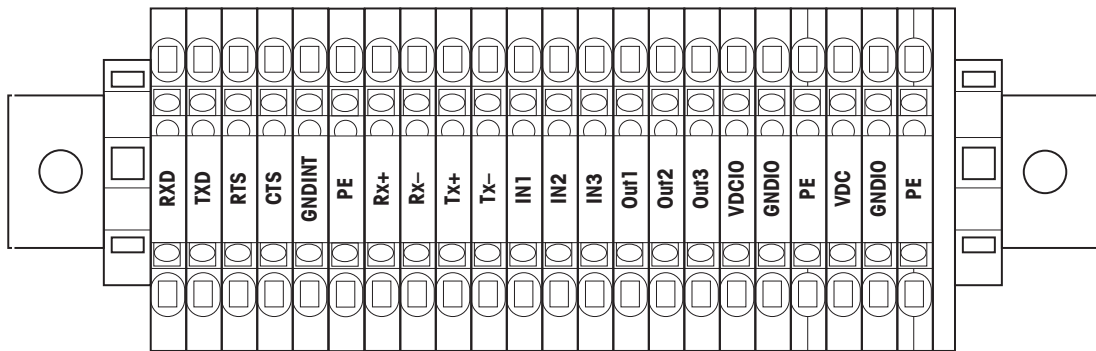 RXD
TXD
RTS
CTS
GNDINT
PE
Rx+
Rx–
Tx+
Tx–
IN1
IN2
IN3
Out1
Out2
Out3
VDCIO
GNDIO
PE
VDC
GNDIO
PE